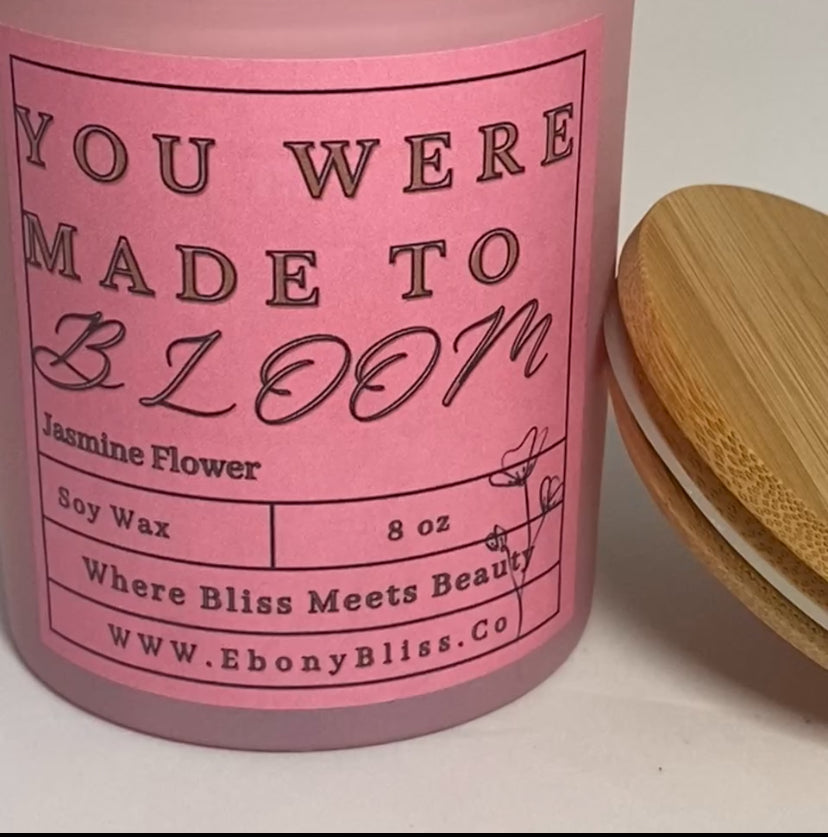 YOU WERE
MADE TO
BLOOM
Jasmine Flower
Soy Wax
8 oz
Where Bliss Meets Beauty
WWW.EbonyBliss.Co